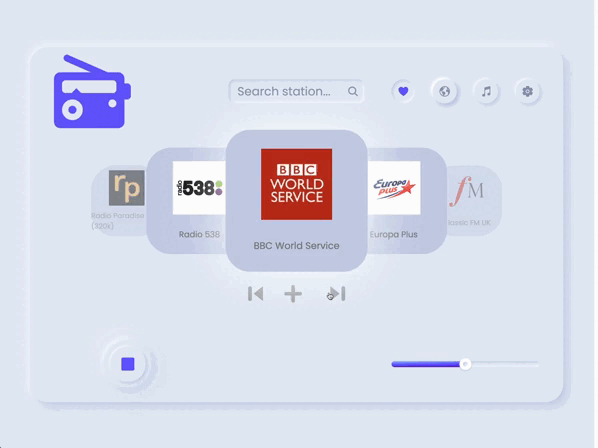 Search station...
rp
Radio Paradise
(320k)
radio
538
Radio 538
BBC
WORLD
SERVICE
BBC World Service
Europa
plus
Europa Plus
fM
lassic FM UK